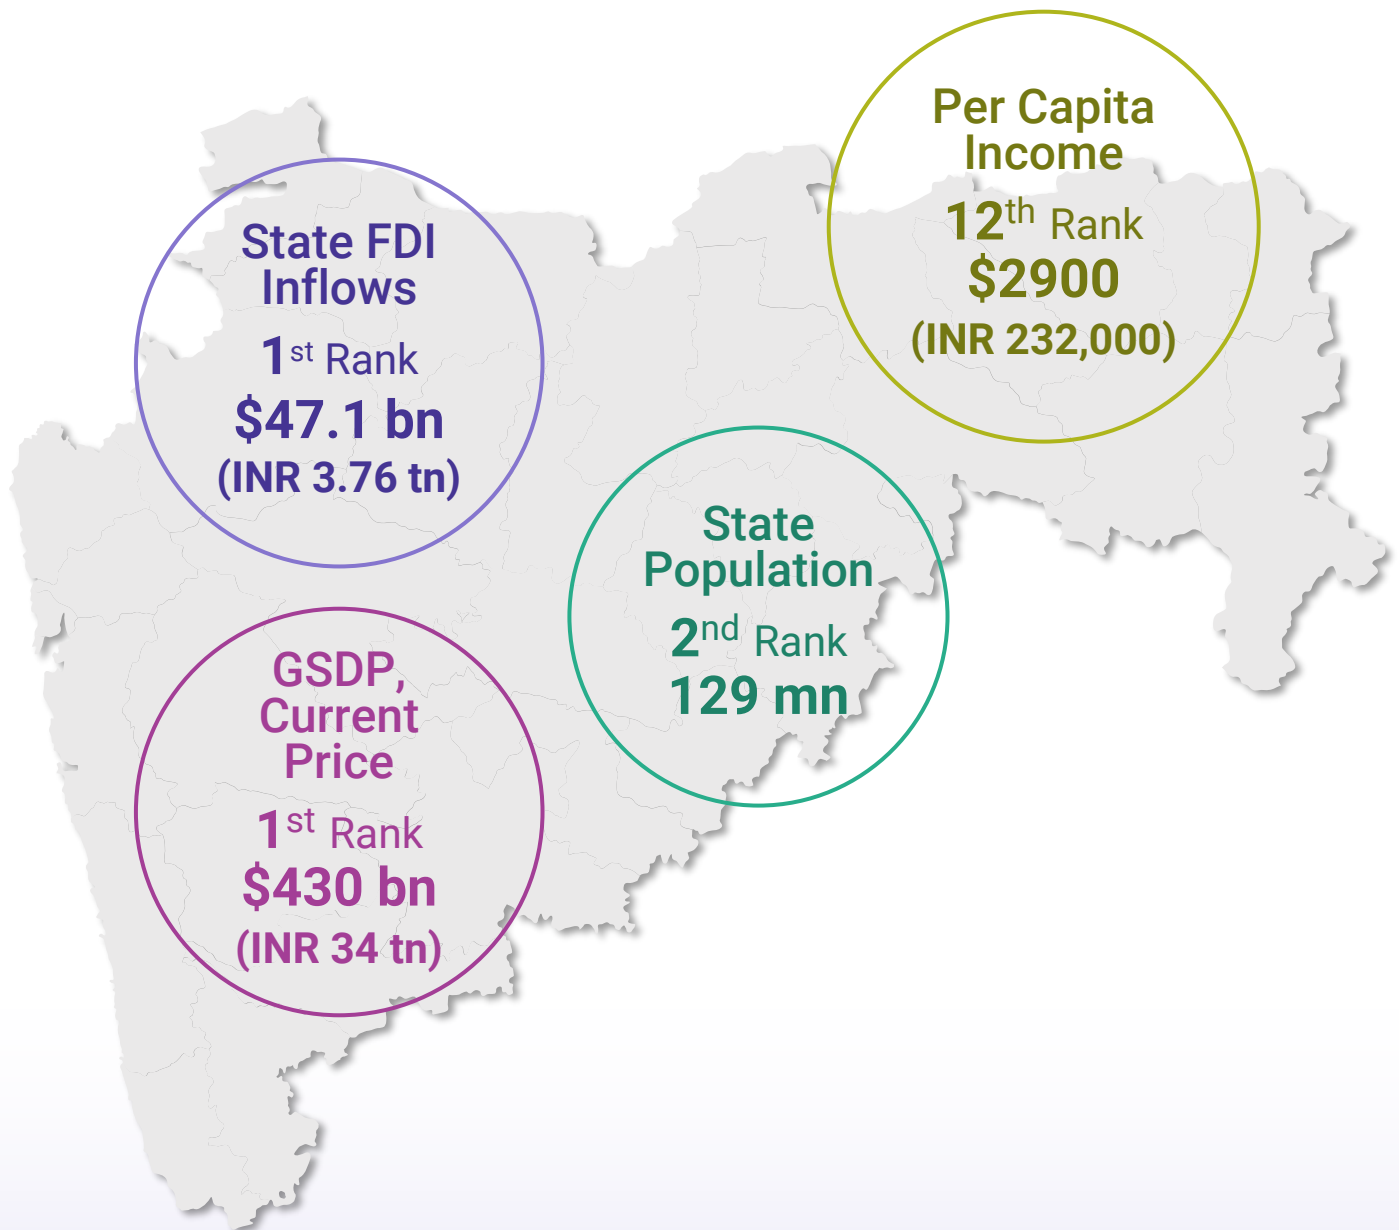 Per Capita
Income
12th Rank
$2900
(INR 232,000)
State FDI
Inflows
1st Rank
$47.1 bn
(INR 3.76 tn)
State
Population
2nd Rank
129 mn
GSDP,
Current
Price
1st Rank
$430 bn
(INR 34 tn)